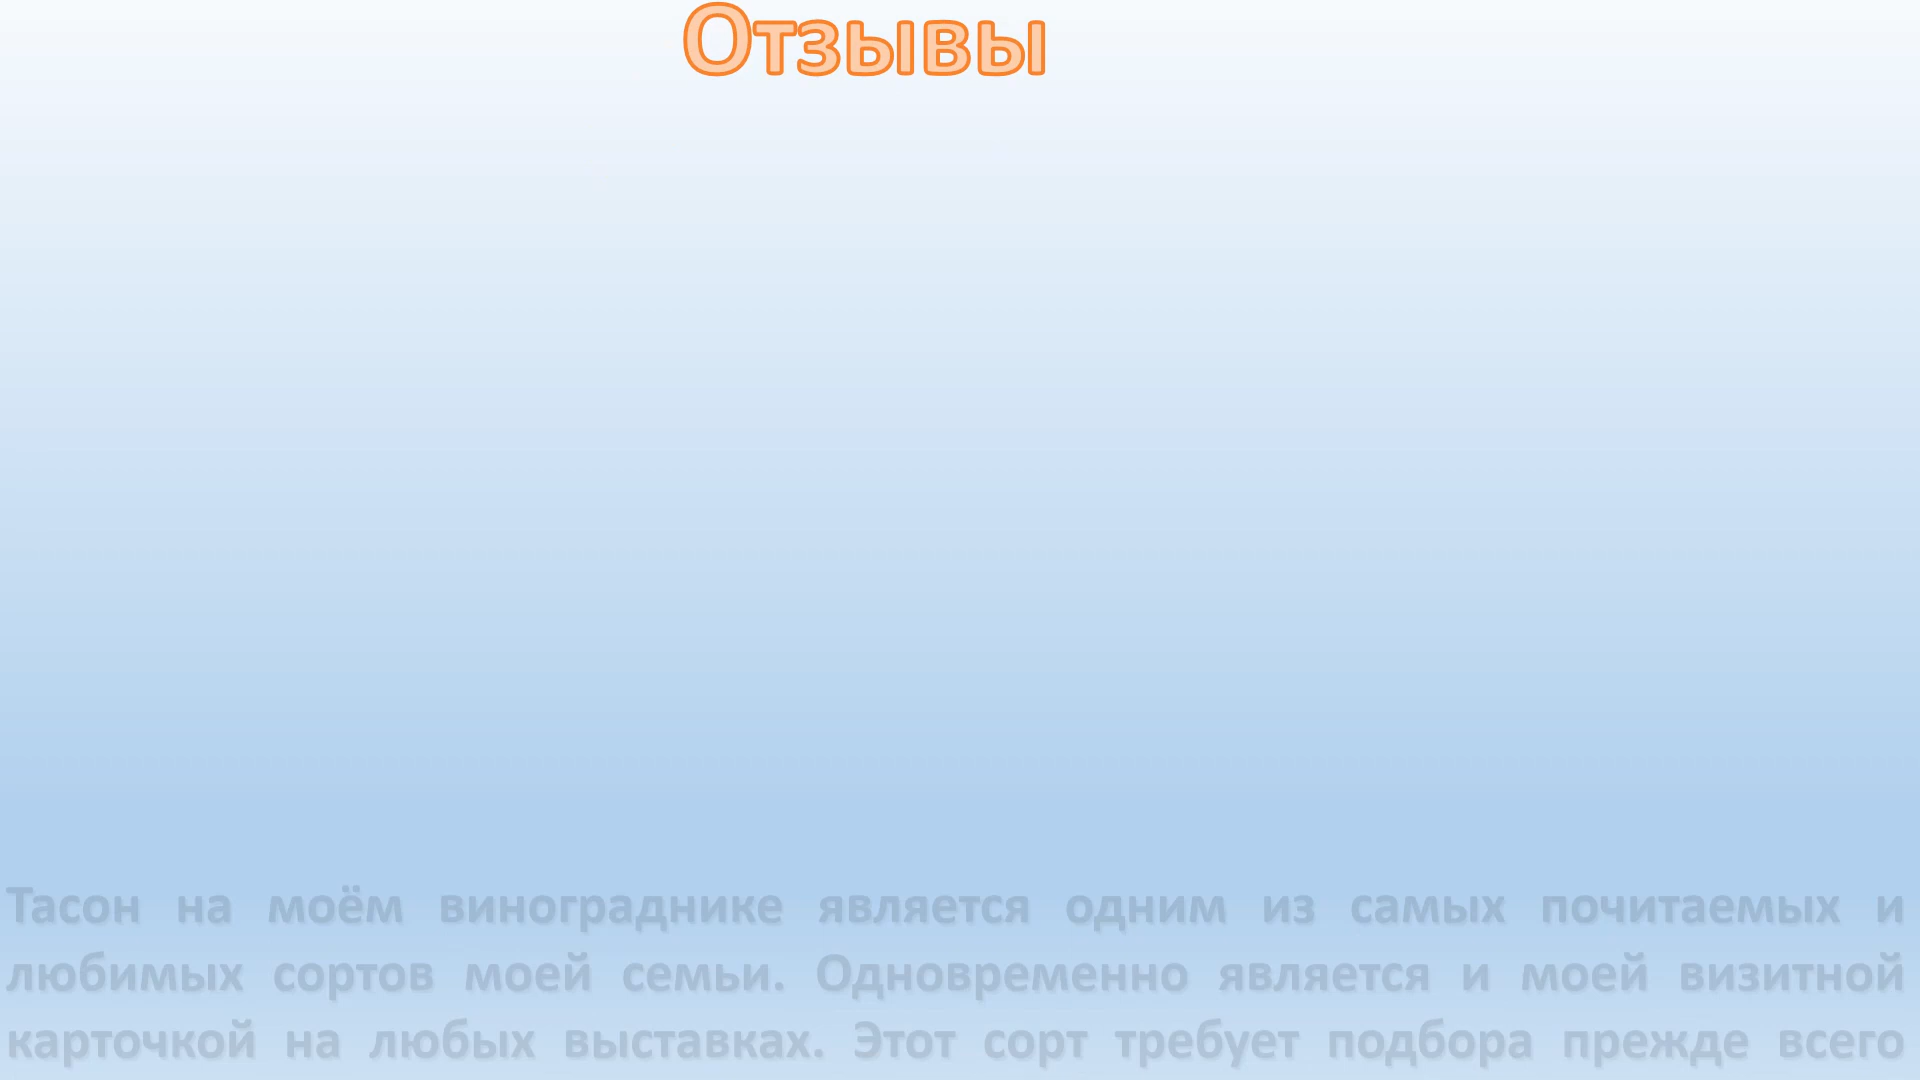 Отзывы
Тасон на моём винограднике является одним из самых почитаемых и
любимых сортов моей семьи. Одновременно является и моей визитной
карточкой на любых выставках. Этот сорт требует подбора прежде всего